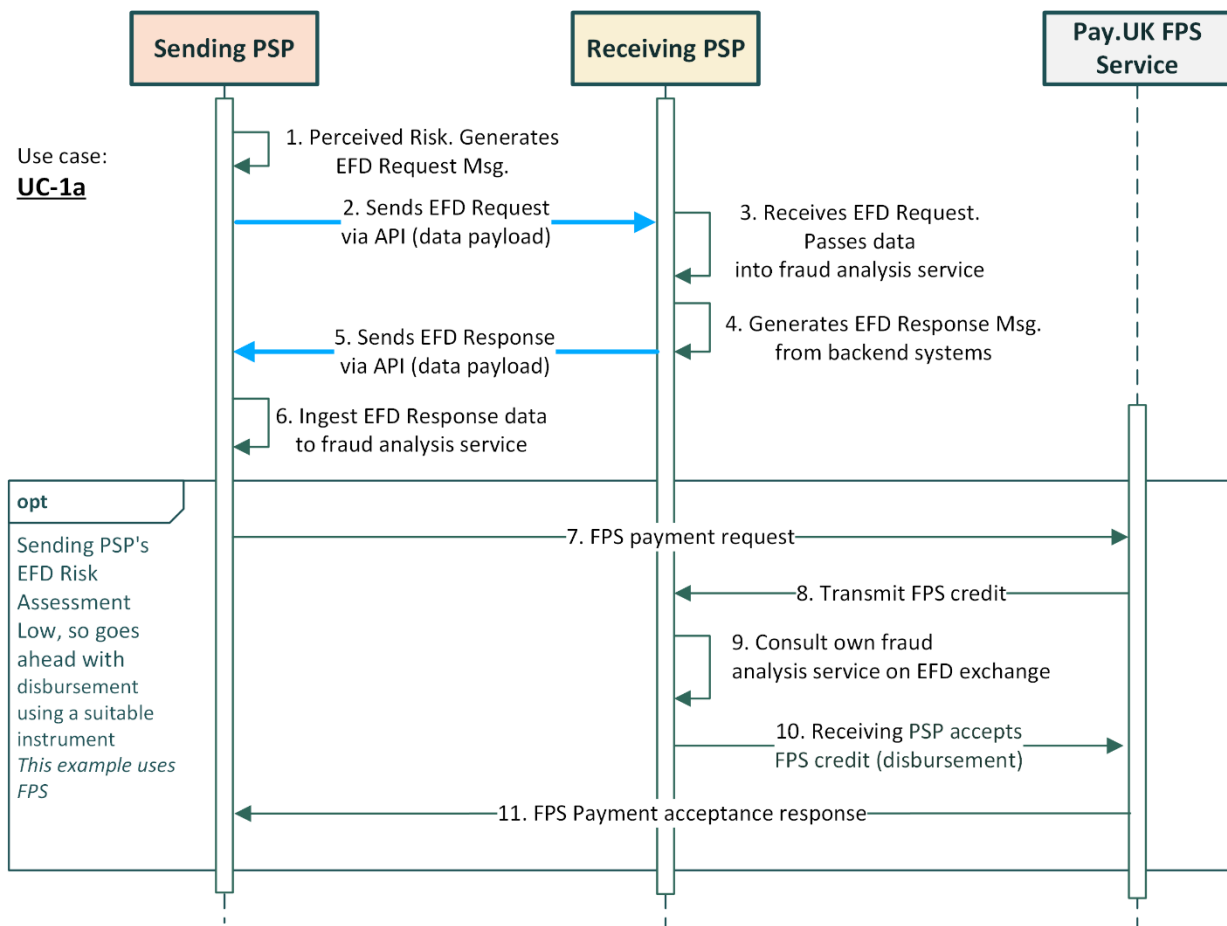 Sending PSP
Receiving PSP
Pay.UK FPS
Service
Use case:
UC-1a
1. Perceived Risk. Generates
EFD Request Msg.
2. Sends EFD Request
via API (data payload)
3. Receives EFD Request.
Passes data
into fraud analysis service
4. Generates EFD Response Msg.
from backend systems
5. Sends EFD Response
via API (data payload)
6. Ingest EFD Response data
to fraud analysis service
opt
Sending PSP's
EFD Risk
Assessment
Low, so goes
ahead with
disbursement
using a suitable
instrument
This example uses
FPS
7. FPS payment request
8. Transmit FPS credit
9. Consult own fraud
analysis service on EFD exchange
10. Receiving PSP accepts
FPS credit (disbursement)
11. FPS Payment acceptance response